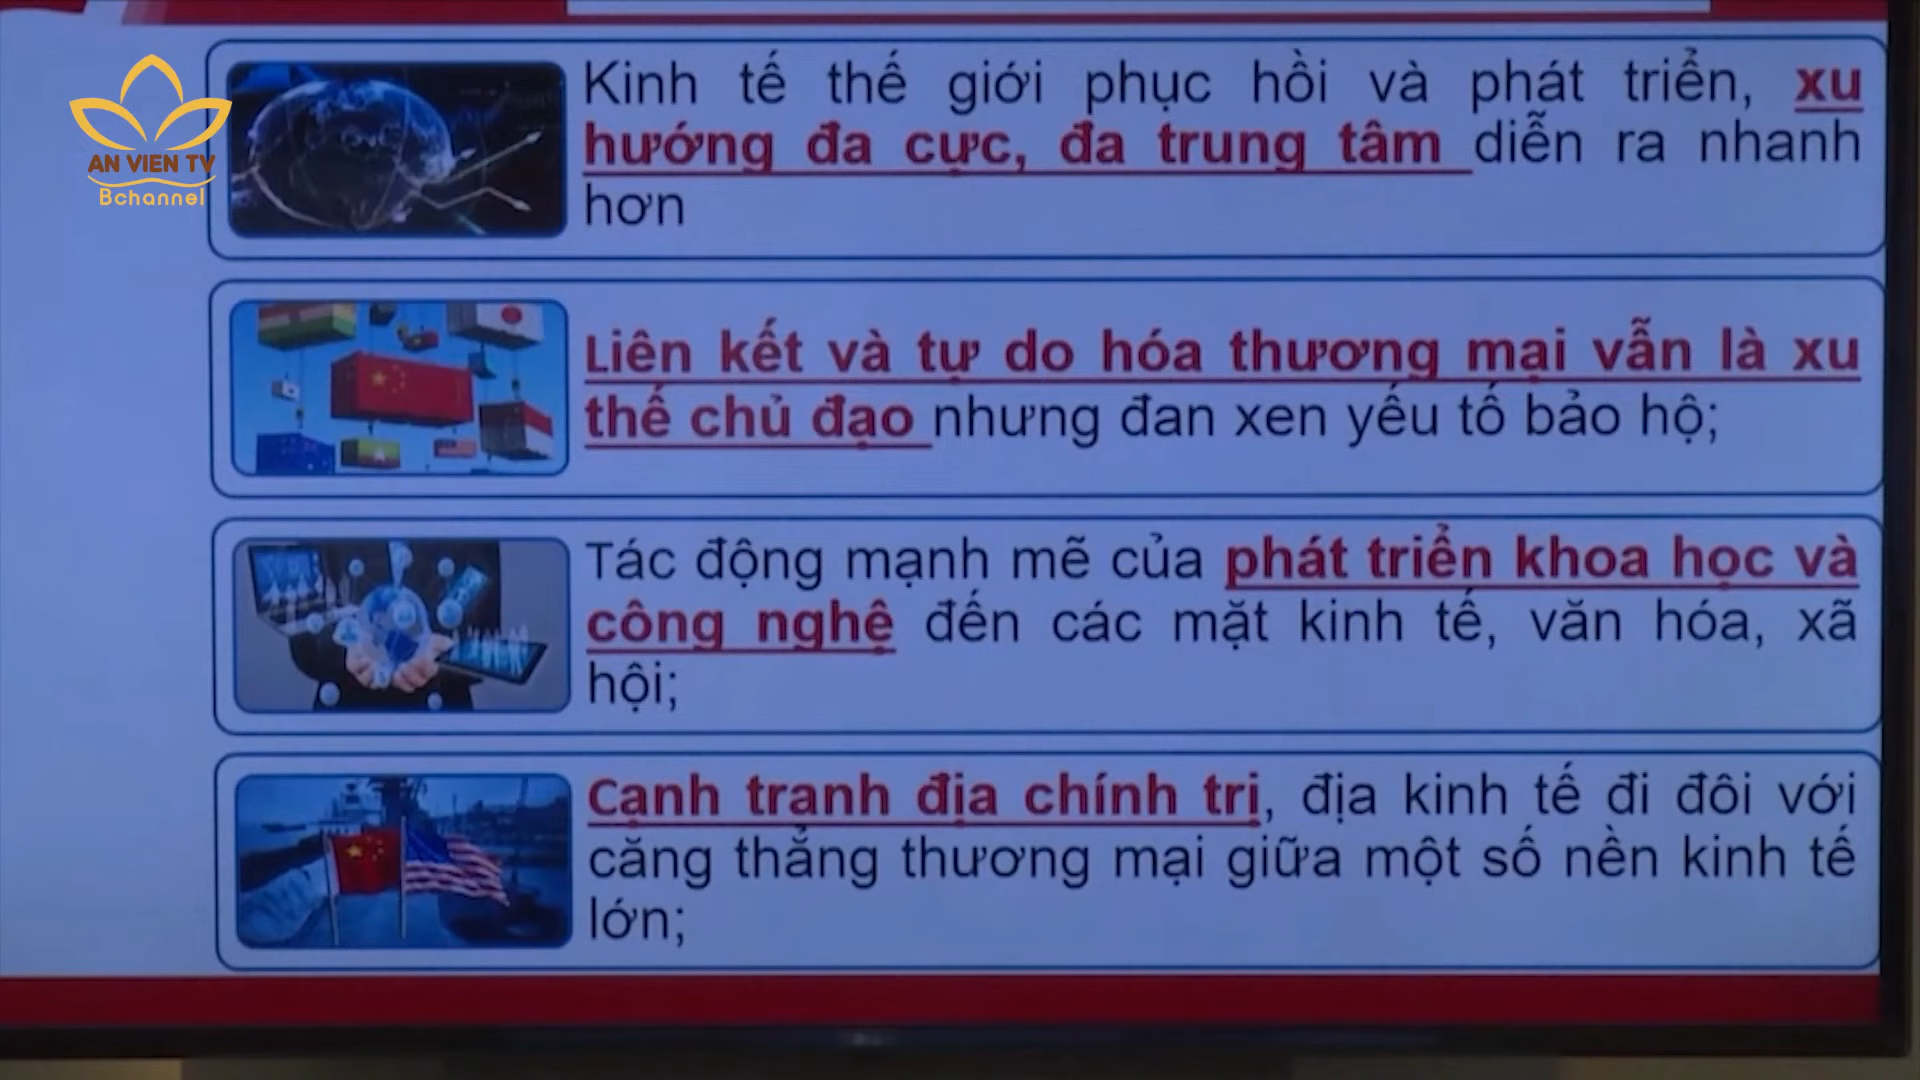 AN VIEN TV
Bchannel
Kinh tế thế giới phục hồi và phát triển, xu
hướng đa cực, đa trung tâm diễn ra nhanh
hơn
Liên kết và tự do hóa thương mại vẫn là xu
thế chủ đạo nhưng đan xen yếu tố bảo hộ;
Tác động mạnh mẽ của phát triển khoa học và
công nghệ đến các mặt kinh tế, văn hóa, xã
hội;
Cạnh tranh địa chính trị, địa kinh tế đi đôi với
căng thẳng thương mại giữa một số nền kinh tế
lớn;